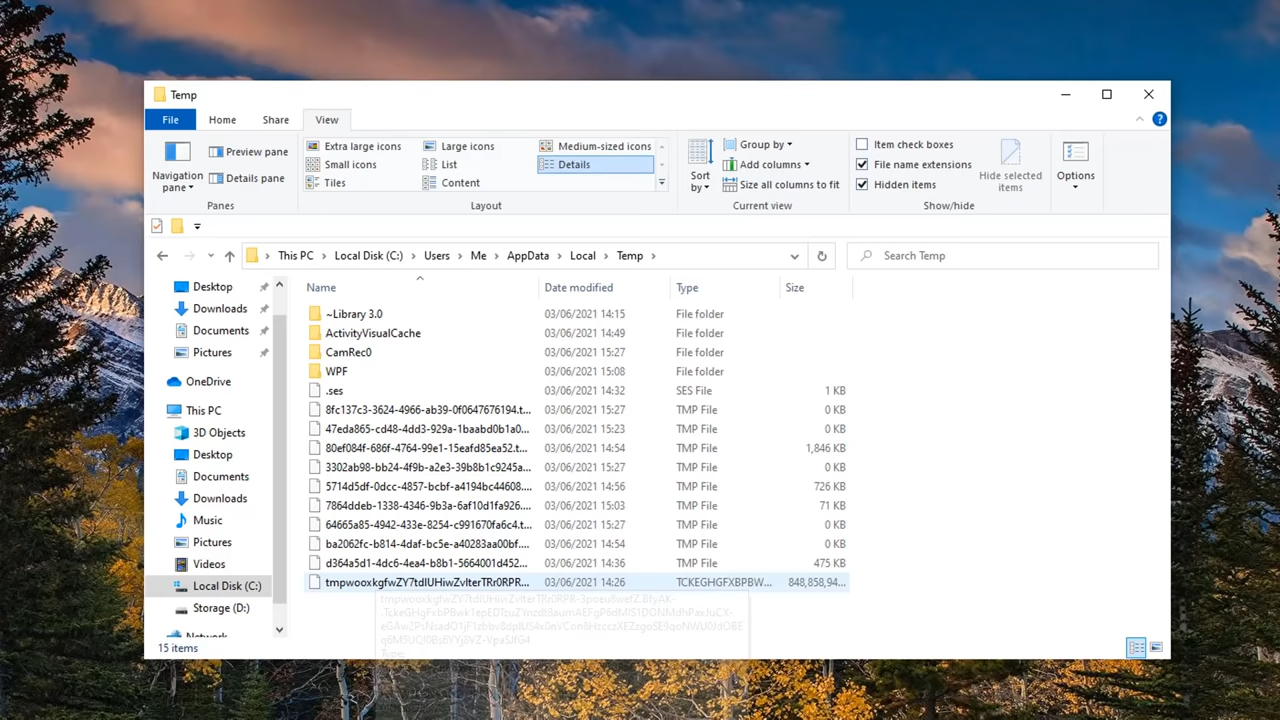 Temp
File Home Share View
Extra large icons Large icons Medium-sized icons
Small icons List Details
Tiles Content
Navigation pane
Preview pane
Details pane
Panes
Layout
Sort by
Group by
Add columns
Size all columns to fit
Current view
Item check boxes
File name extensions
Hidden items
Hide selected items
Show/hide
Options
This PC Local Disk (C:) Users Me AppData Local Temp
Search Temp
Desktop
Downloads
Documents
Pictures
OneDrive
This PC
3D Objects
Desktop
Documents
Downloads
Music
Pictures
Videos
Local Disk (C:)
Storage (D:)
Network
Name Date modified Type Size
~Library 3.0 03/06/2021 14:15 File folder
ActivityVisualCache 03/06/2021 14:49 File folder
CamRec0 03/06/2021 15:27 File folder
WPF 03/06/2021 15:08 File folder
.ses 03/06/2021 14:32 SES File 1 KB
8fc137c3-3624-4966-ab39-0f0647676194.t... 03/06/2021 15:27 TMP File 0 KB
47eda865-cd48-4dd3-929a-1baabd0b1a0... 03/06/2021 15:23 TMP File 0 KB
80ef084f-686f-4764-99e1-15eafd85ea52.t... 03/06/2021 14:54 TMP File 1,846 KB
3302ab98-bb24-4f9b-a2e3-39b8b1c9245a... 03/06/2021 15:27 TMP File 0 KB
5714d5df-0dcc-4857-bcbf-a4194bc44608.... 03/06/2021 14:56 TMP File 726 KB
7864ddeb-1338-4346-9b3a-6af10d1fa926.... 03/06/2021 15:03 TMP File 71 KB
64665a85-4942-433e-8254-c991670fa6c4.t... 03/06/2021 15:27 TMP File 0 KB
ba2062fc-b814-4daf-bc5e-a40283aa00bf.... 03/06/2021 14:54 TMP File 0 KB
d364a5d1-4dc6-4ea4-b8b1-5664001d452... 03/06/2021 14:36 TMP File 475 KB
03/06/2021 14:26 TCKEGHGFXBPBW... 848,858,94...
Type:
15 items